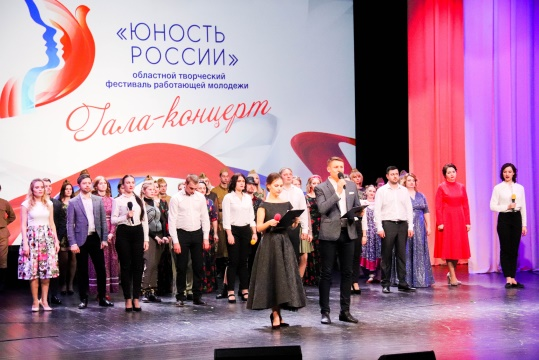 «ЮНОСТЬ
РОССИИ»
областной творческий
фестиваль работающей молодежи
Гала-концерт